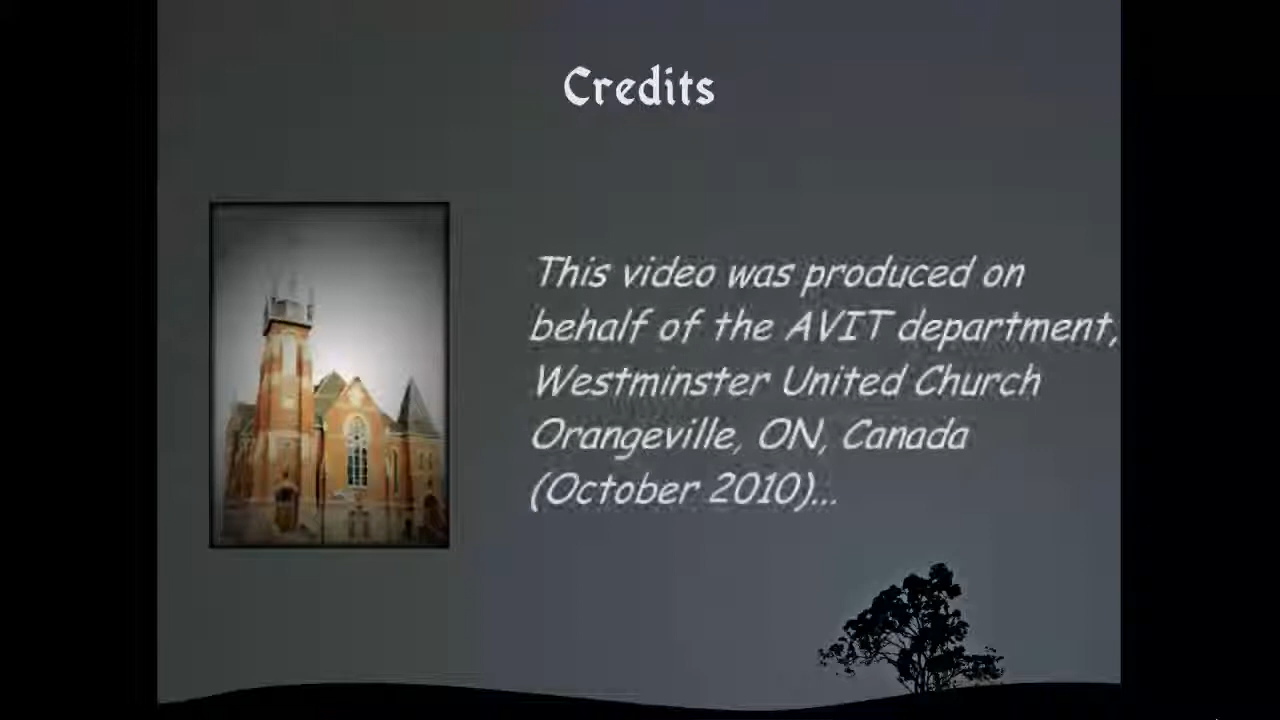 Credits
This video was produced on
behalf of the AVIT department,
Westminster United Church
Orangeville, ON, Canada
(October 2010)...